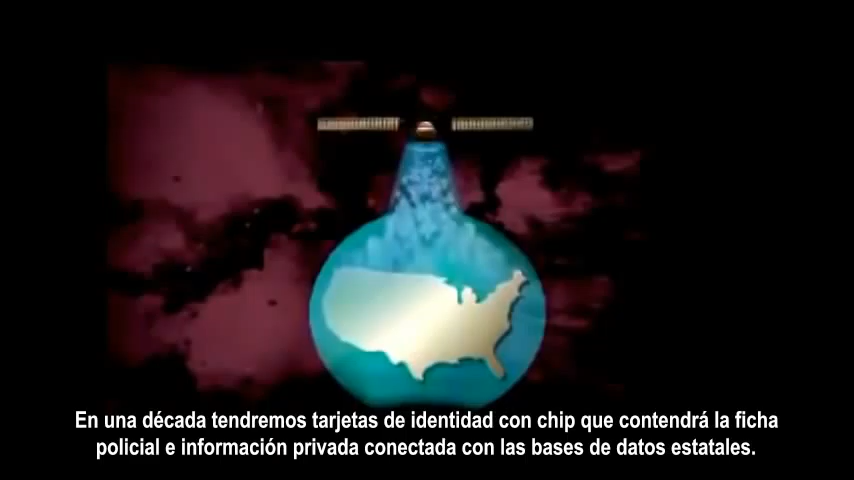 En una década tendremos tarjetas de identidad con chip que contendrá la ficha
policial e información privada conectada con las bases de datos estatales.